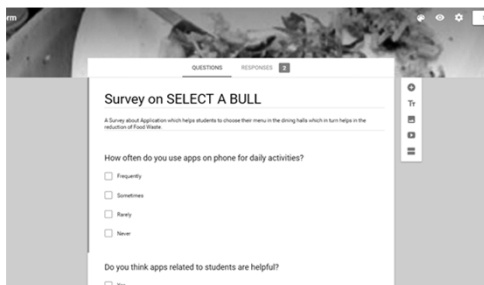 rm
QUESTIONS RESPONSES 2
Tт
Survey on SELECT A BULL
A Survey about Application which helps students to choose their menu in the dining halls which in turn helps in the
reduction of Food Waste.
How often do you use apps on phone for daily activities?
Frequently
Sometimes
Rarely
Never
Do you think apps related to students are helpful?